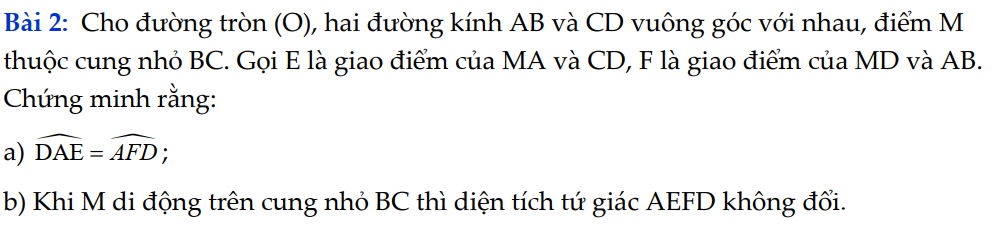 Bài 2: Cho đường tròn (O), hai đường kính AB và CD vuông góc với nhau, điểm M
thuộc cung nhỏ BC. Gọi E là giao điểm của MA và CD, F là giao điểm của MD và AB.
Chứng minh rằng:
a) \widehat{DAE} = \widehat{AFD};
b) Khi M di động trên cung nhỏ BC thì diện tích tứ giác AEFD không đổi.